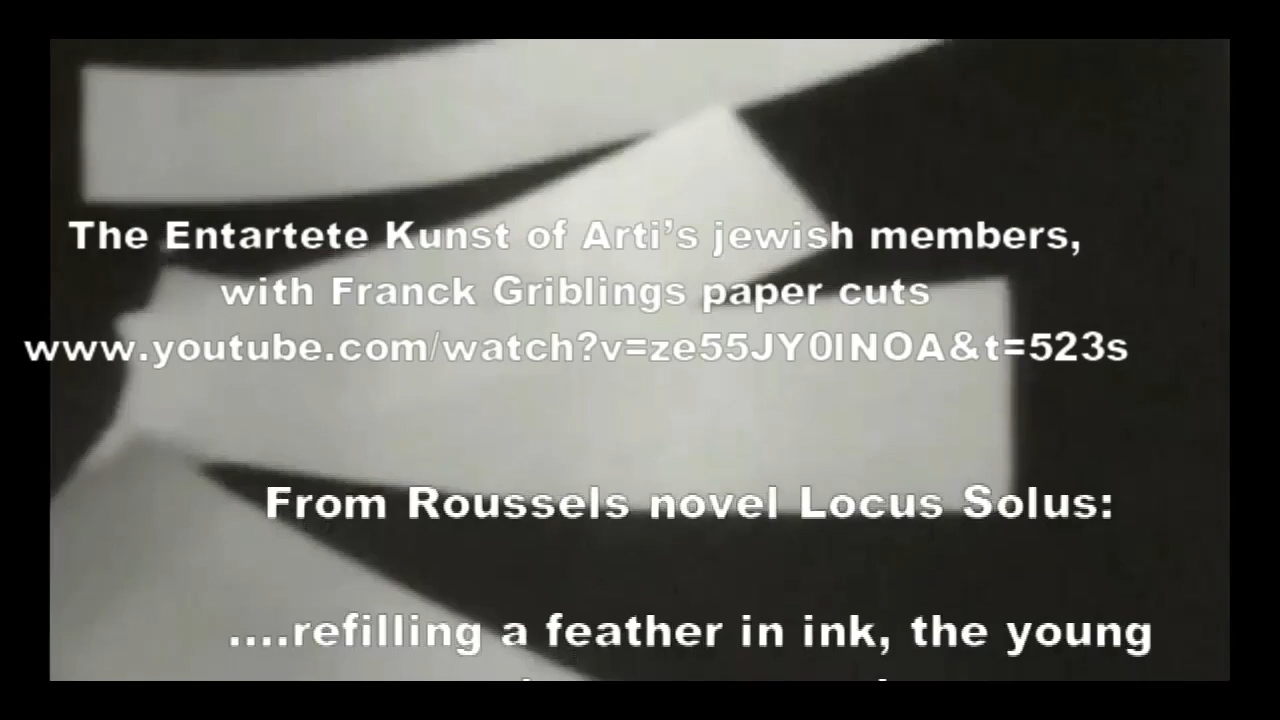 The Entartete Kunst of Arti’s jewish members,
with Franck Griblings paper cuts
www.youtube.com/watch?v=ze55JY0INOA&t=523s
From Roussels novel Locus Solus:
....refilling a feather in ink, the young